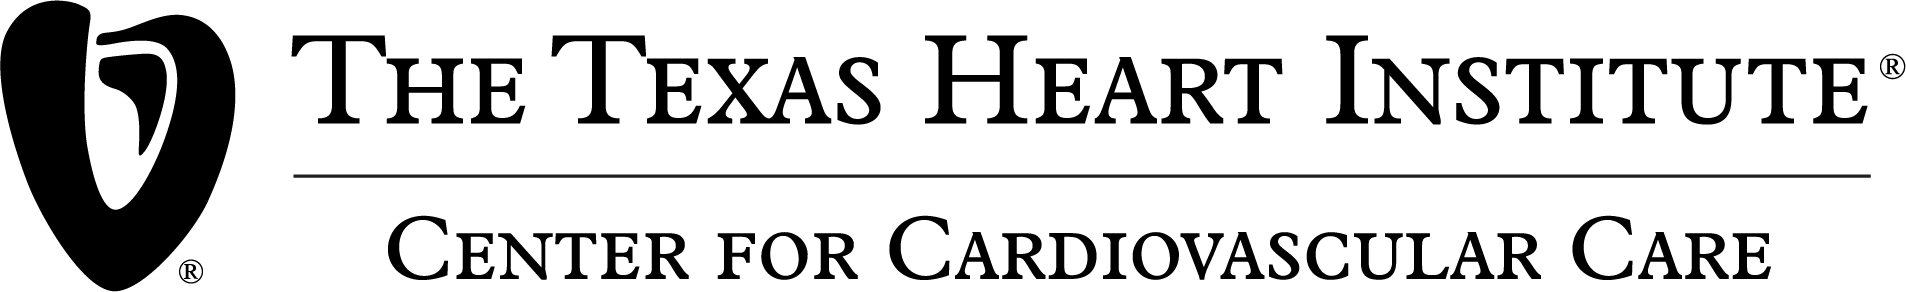 THE TEXAS HEART INSTITUTE®
CENTER FOR CARDIOVASCULAR CARE
®